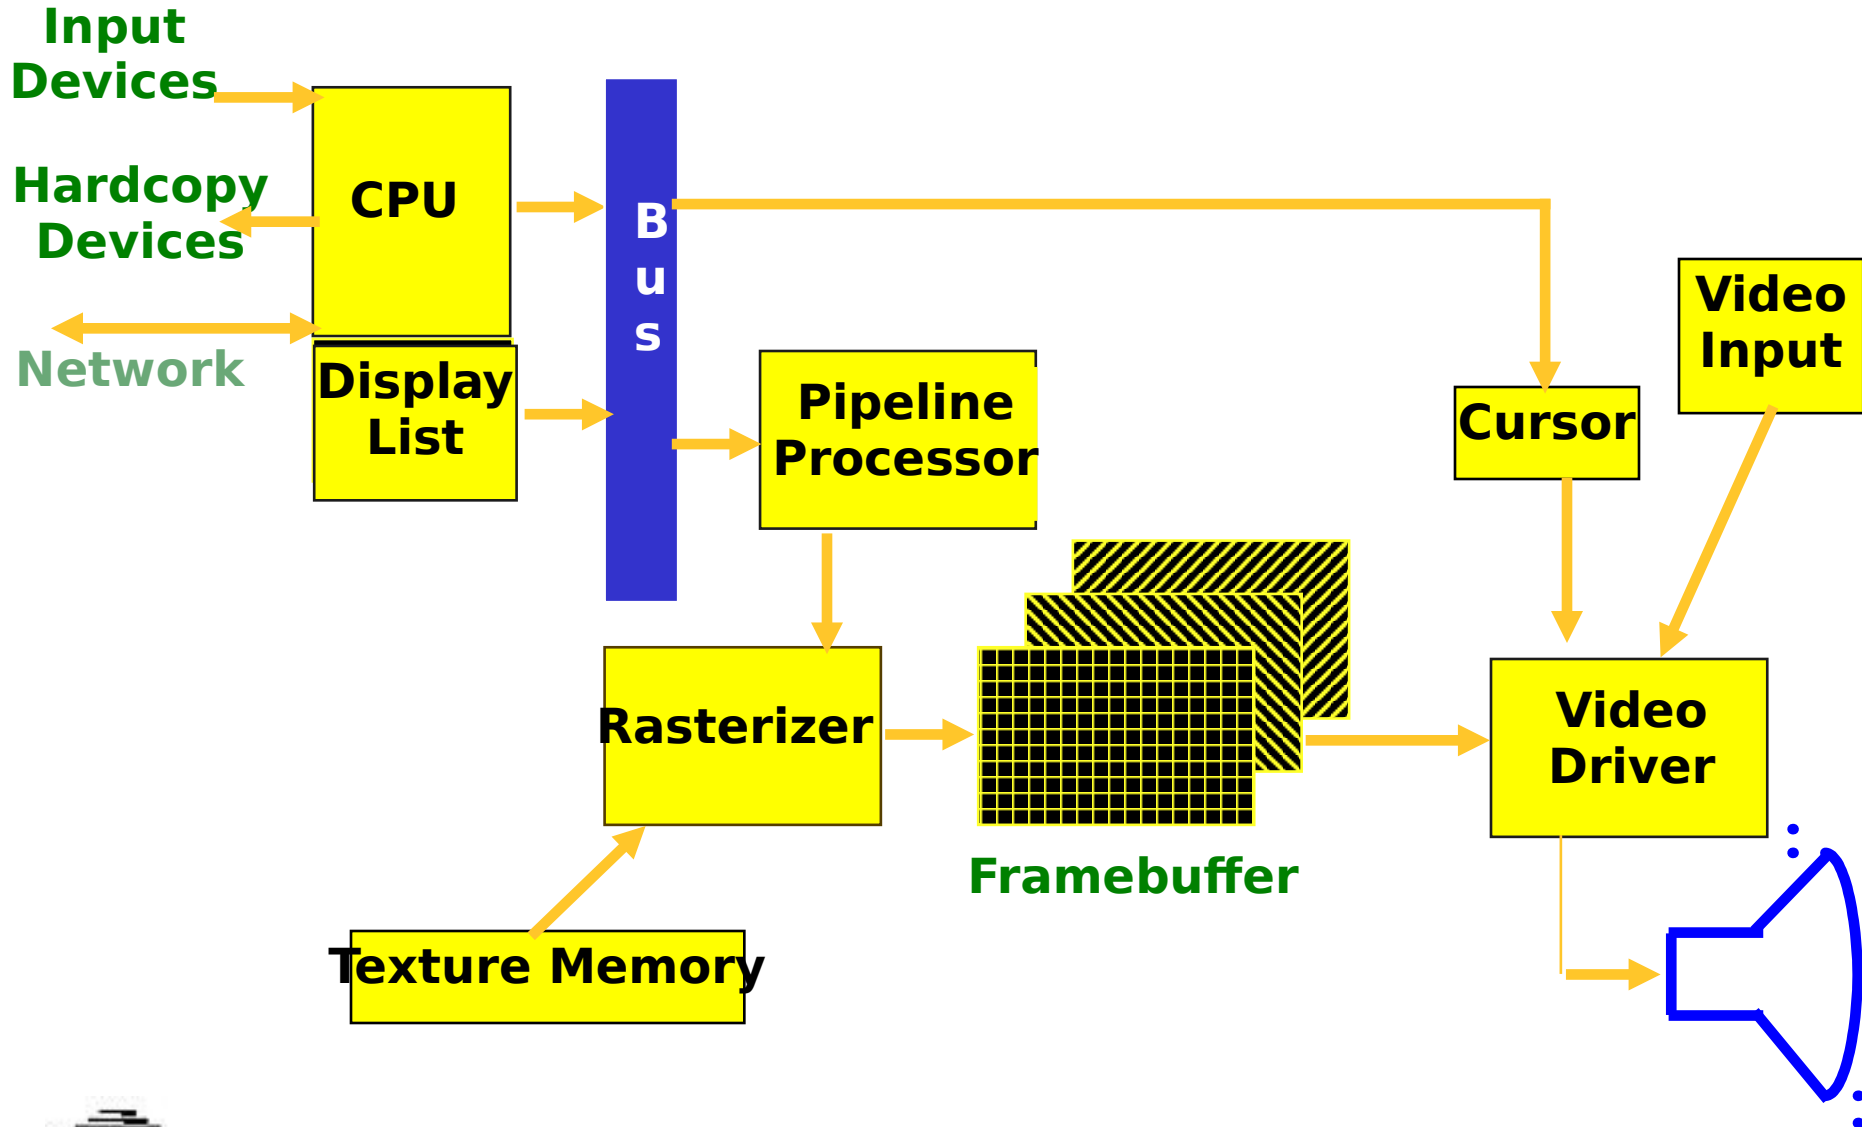 Input
Devices
Hardcopy
Devices
Network
CPU
Display
List
B
u
s
Pipeline
Processor
Cursor
Video
Input
Rasterizer
Framebuffer
Video
Driver
Texture Memory